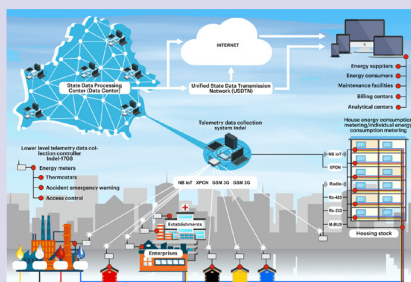 INTERNET
State Data Processing
Center (Data Center)
Unified State Data Transmission
Network (USDTN)
Energy suppliers
Energy consumers
Maintenance facilities
Billing centers
Analytical centers
Telemetry data collection
system Indel
House energy consumption
metering/individual energy
consumption metering
Lower level telemetry data col-
lection controller
Indel-1708
Energy meters
Thermostats
Accident emergency warning
Access control
NB IoT XPON GSM 3G GSM 2G
NB IoT
XPON
Radio
Rs-485
Rs-232
M-BUS
Establishments
Enterprises
Housing stock